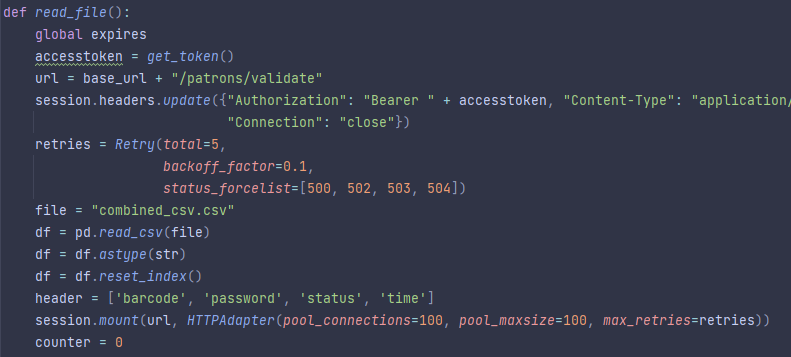 def read_file():
    global expires
    accesstoken = get_token()
    url = base_url + "/patrons/validate"
    session.headers.update({"Authorization": "Bearer " + accesstoken, "Content-Type": "application/
                            "Connection": "close"})
    retries = Retry(total=5,
                    backoff_factor=0.1,
                    status_forcelist=[500, 502, 503, 504])
    file = "combined_csv.csv"
    df = pd.read_csv(file)
    df = df.astype(str)
    df = df.reset_index()
    header = ['barcode', 'password', 'status', 'time']
    session.mount(url, HTTPAdapter(pool_connections=100, pool_maxsize=100, max_retries=retries))
    counter = 0